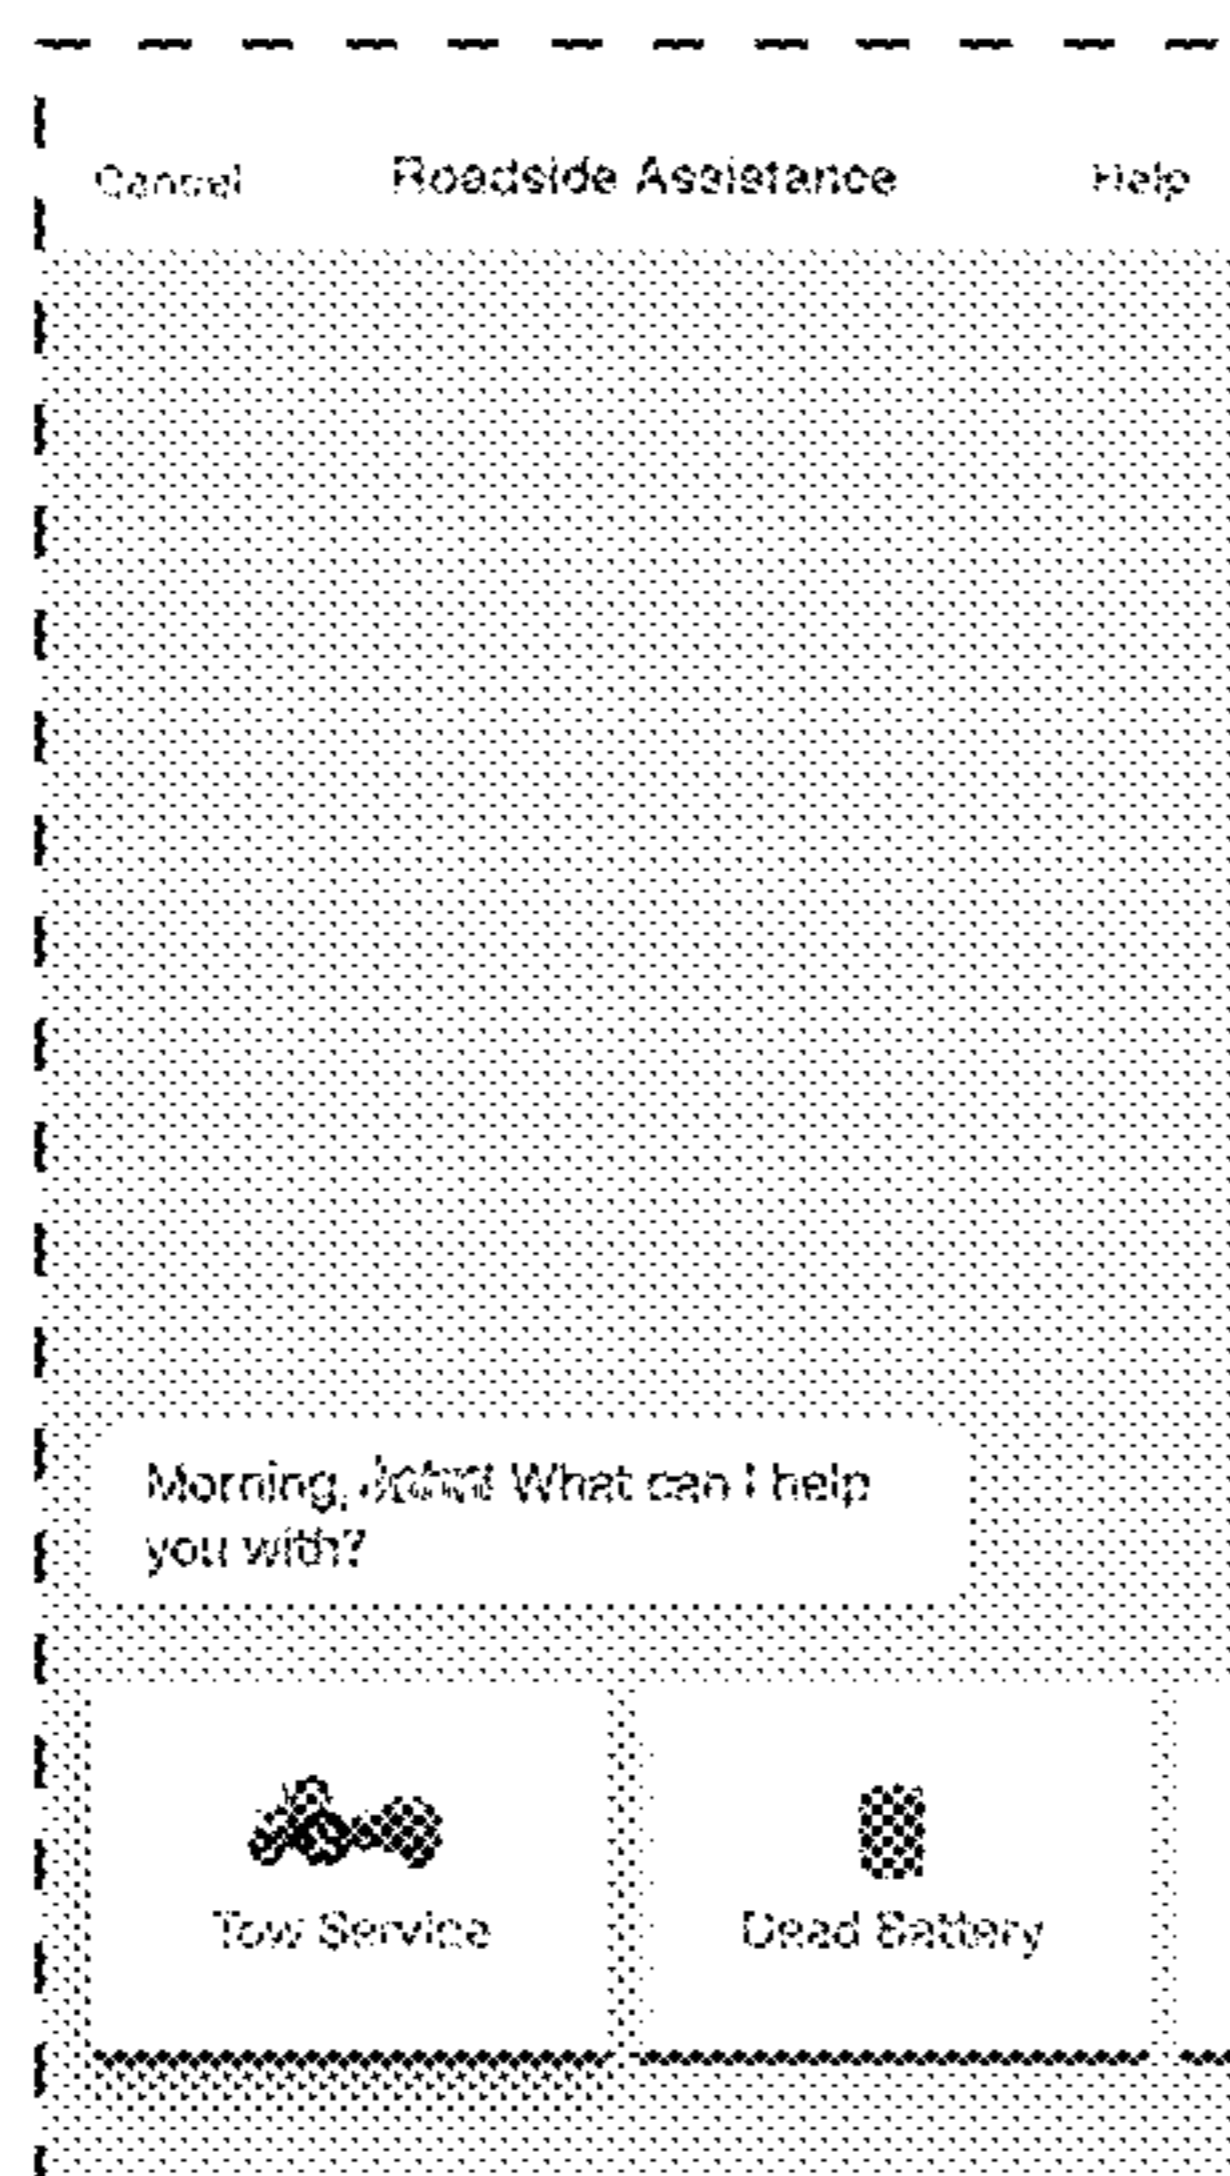 Cancel Roadside Assistance Help
Morning, What can I help
you with?
Tow Service Dead Battery